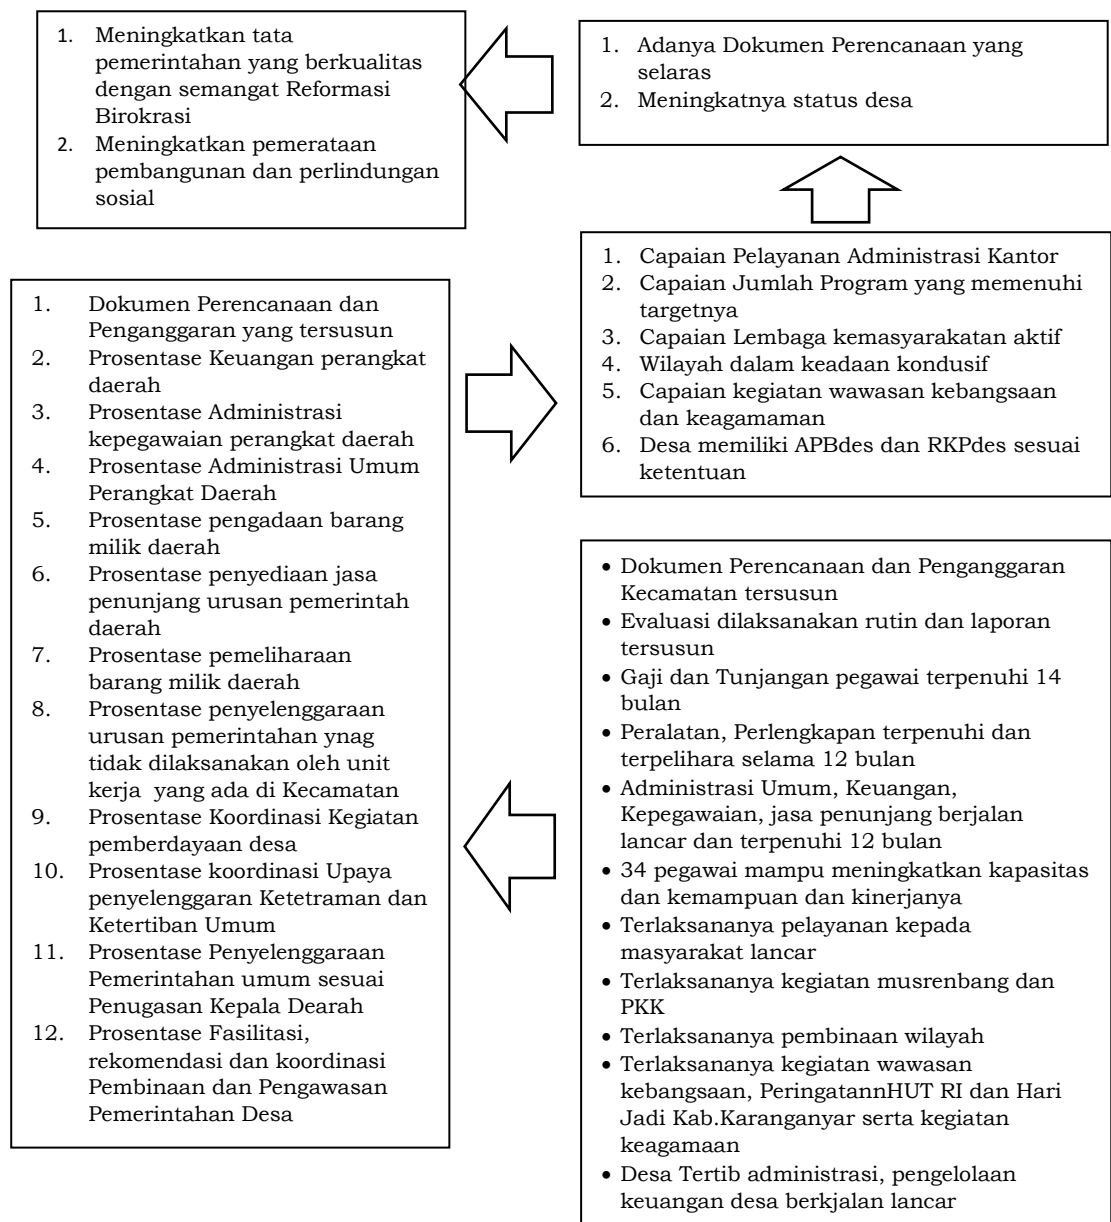 1. Meningkatkan tata
pemerintahan yang berkualitas
dengan semangat Reformasi
Birokrasi
2. Meningkatkan pemerataan
pembangunan dan perlindungan
sosial
1. Adanya Dokumen Perencanaan yang
selaras
2. Meningkatnya status desa
1. Capaian Pelayanan Administrasi Kantor
2. Capaian Jumlah Program yang memenuhi
targetnya
3. Capaian Lembaga kemasyarakatan aktif
4. Wilayah dalam keadaan kondusif
5. Capaian kegiatan wawasan kebangsaan
dan keagamaman
6. Desa memiliki APBdes dan RKPdes sesuai
ketentuan
1. Dokumen Perencanaan dan
Penganggaran yang tersusun
2. Prosentase Keuangan perangkat
daerah
3. Prosentase Administrasi
kepegawaian perangkat daerah
4. Prosentase Administrasi Umum
Perangkat Daerah
5. Prosentase pengadaan barang
milik daerah
6. Prosentase penyediaan jasa
penunjang urusan pemerintah
daerah
7. Prosentase pemeliharaan
barang milik daerah
8. Prosentase penyelenggaraan
urusan pemerintahan ynag
tidak dilaksanakan oleh unit
kerja yang ada di Kecamatan
9. Prosentase Koordinasi Kegiatan
pemberdayaan desa
10. Prosentase koordinasi Upaya
penyelenggaran Ketetraman dan
Ketertiban Umum
11. Prosentase Penyelenggaraan
Pemerintahan umum sesuai
Penugasan Kepala Dearah
12. Prosentase Fasilitasi,
rekomendasi dan koordinasi
Pembinaan dan Pengawasan
Pemerintahan Desa
• Dokumen Perencanaan dan Penganggaran
Kecamatan tersusun
• Evaluasi dilaksanakan rutin dan laporan
tersusun
• Gaji dan Tunjangan pegawai terpenuhi 14
bulan
• Peralatan, Perlengkapan terpenuhi dan
terpelihara selama 12 bulan
• Administrasi Umum, Keuangan,
Kepegawaian, jasa penunjang berjalan
lancar dan terpenuhi 12 bulan
• 34 pegawai mampu meningkatkan kapasitas
dan kemampuan dan kinerjanya
• Terlaksananya pelayanan kepada
masyarakat lancar
• Terlaksananya kegiatan musrenbang dan
PKK
• Terlaksananya pembinaan wilayah
• Terlaksananya kegiatan wawasan
kebangsaan, PeringatannHUT RI dan Hari
Jadi Kab.Karanganyar serta kegiatan
keagamaan
• Desa Tertib administrasi, pengelolaan
keuangan desa berkjalan lancar